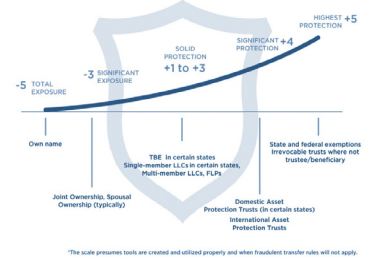 HIGHEST +5
PROTECTION
SIGNIFICANT +4
PROTECTION
SOLID
PROTECTION
+1 to +3
-3 SIGNIFICANT
EXPOSURE
-5 TOTAL
EXPOSURE
Own name
Joint Ownership, Spousal
Ownership (typically)
TBE in certain states
Single-member LLCs in certain states,
Multi-member LLCs, FLPs
Domestic Asset
Protection Trusts (in certain states)
International Asset
Protection Trusts
State and federal exemptions
Irrevocable trusts where not
trustee/beneficiary
*The scale presumes tools are created and utilized properly and when fraudulent transfer rules will not apply.